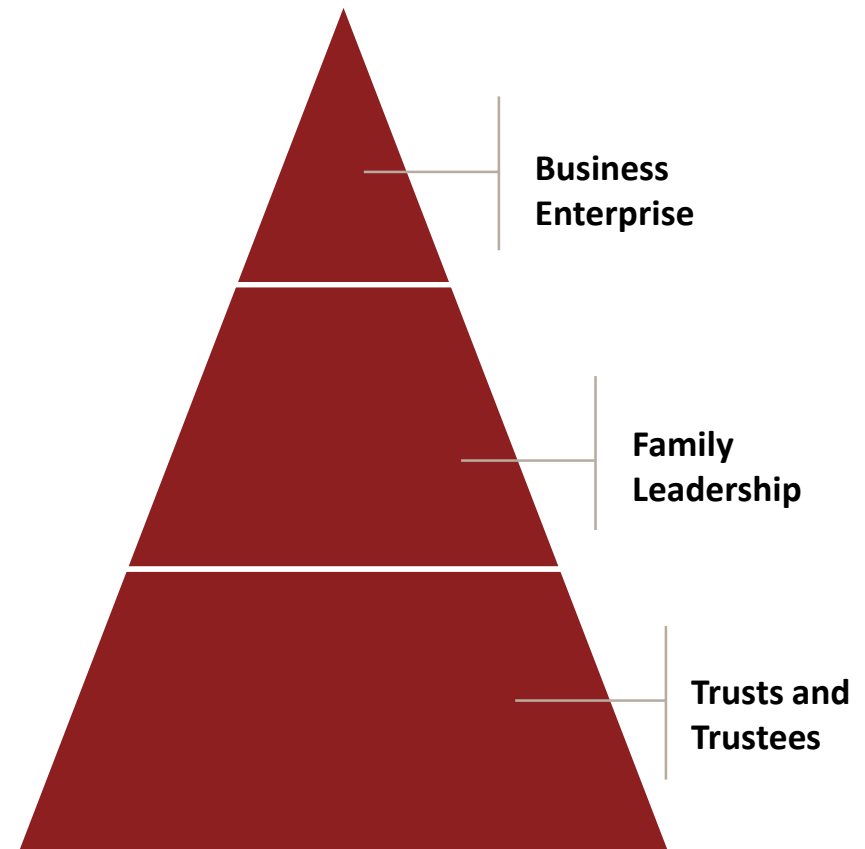 Business
Enterprise
Family
Leadership
Trusts and
Trustees